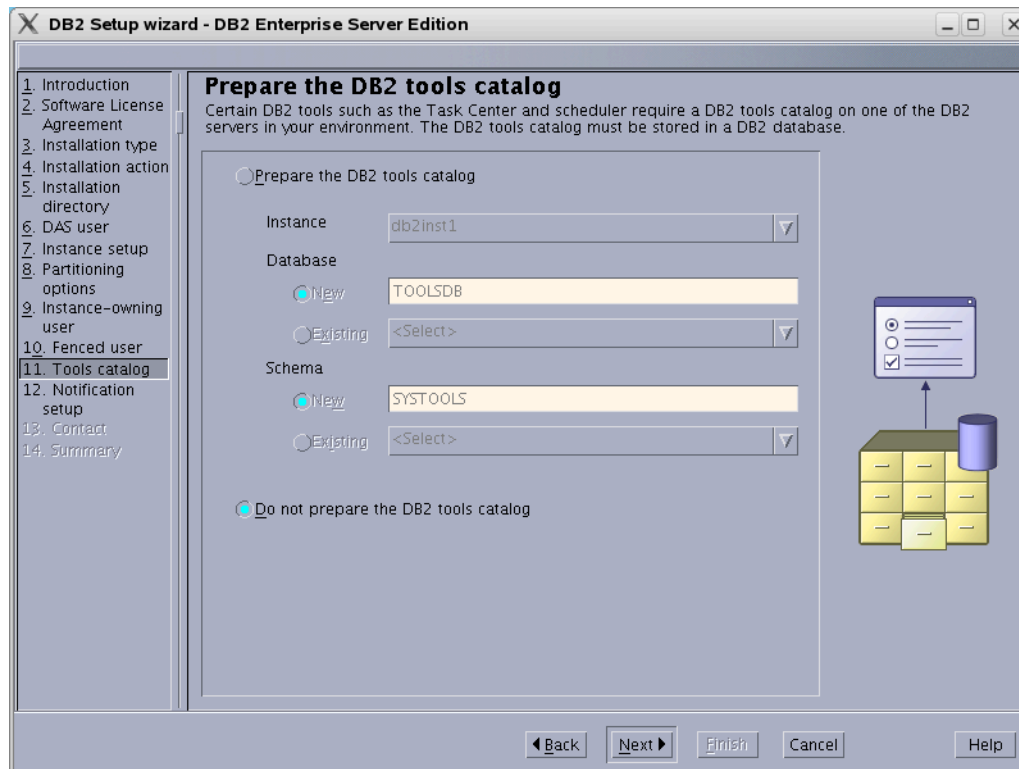 DB2 Setup wizard - DB2 Enterprise Server Edition
1. Introduction
2. Software License
Agreement
3. Installation type
4. Installation action
5. Installation
directory
6. DAS user
7. Instance setup
8. Partitioning
options
9. Instance-owning
user
10. Fenced user
11. Tools catalog
12. Notification
setup
13. Contact
14. Summary
Prepare the DB2 tools catalog
Certain DB2 tools such as the Task Center and scheduler require a DB2 tools catalog on one of the DB2
servers in your environment. The DB2 tools catalog must be stored in a DB2 database.
Prepare the DB2 tools catalog
Instance db2inst1
Database
New TOOLSDB
Existing <Select>
Schema
New SYSTOOLS
Existing <Select>
Do not prepare the DB2 tools catalog
Back Next Finish Cancel Help